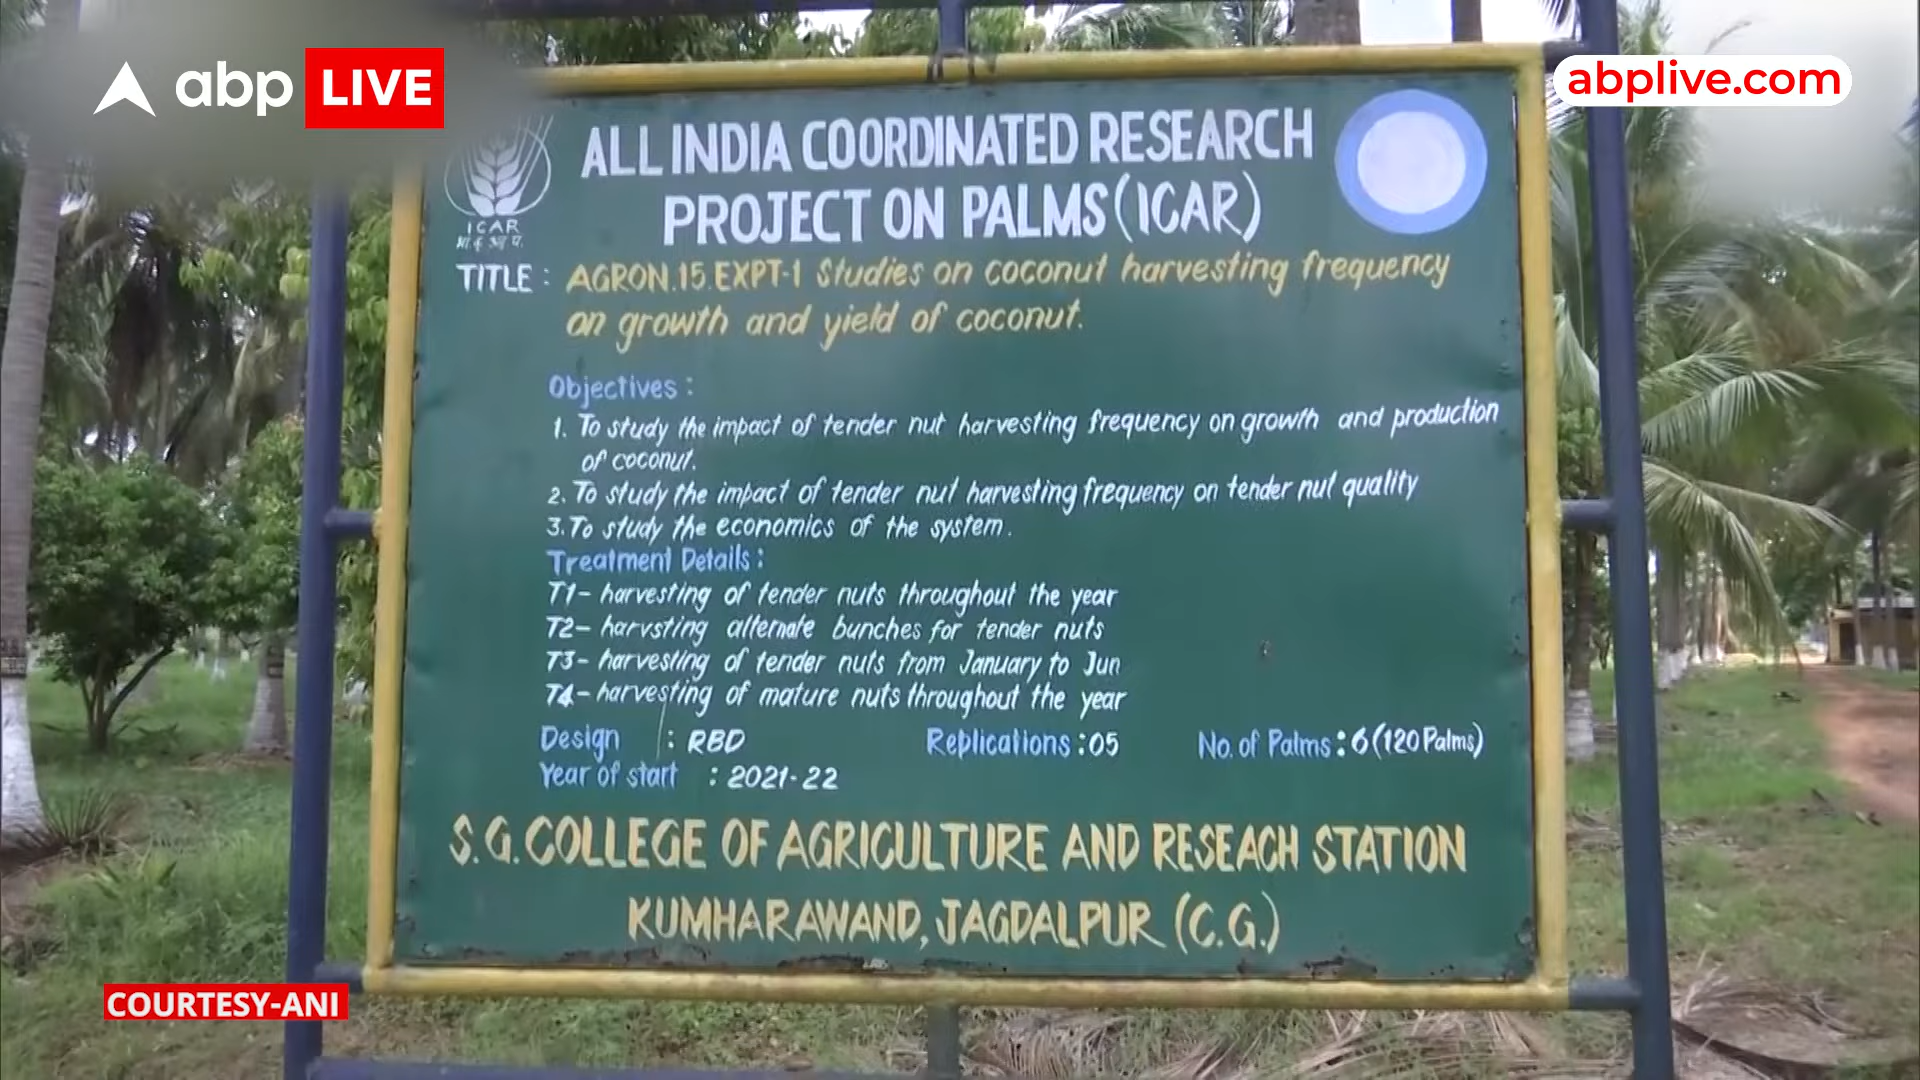 abp LIVE
abplive.com
ALL INDIA COORDINATED RESEARCH
PROJECT ON PALMS (ICAR)
ICAR
भा.कृ.अ.प.
TITLE : AGRON.15.EXPT-1 Studies on coconut harvesting frequency
on growth and yield of coconut.
Objectives :
1. To study the impact of tender nut harvesting frequency on growth and production
of coconut.
2. To study the impact of tender nut harvesting frequency on tender nut quality
3. To study the economics of the system.
Treatment Details :
T1- harvesting of tender nuts throughout the year
T2- harvsting alternate bunches for tender nuts
T3- harvesting of tender nuts from January to Jun
T4- harvesting of mature nuts throughout the year
Design : RBD Replications : 05 No. of Palms : 6 (120 Palms)
Year of start : 2021-22
S.G. COLLEGE OF AGRICULTURE AND RESEACH STATION
KUMHARAWAND, JAGDALPUR (C.G.)
COURTESY-ANI